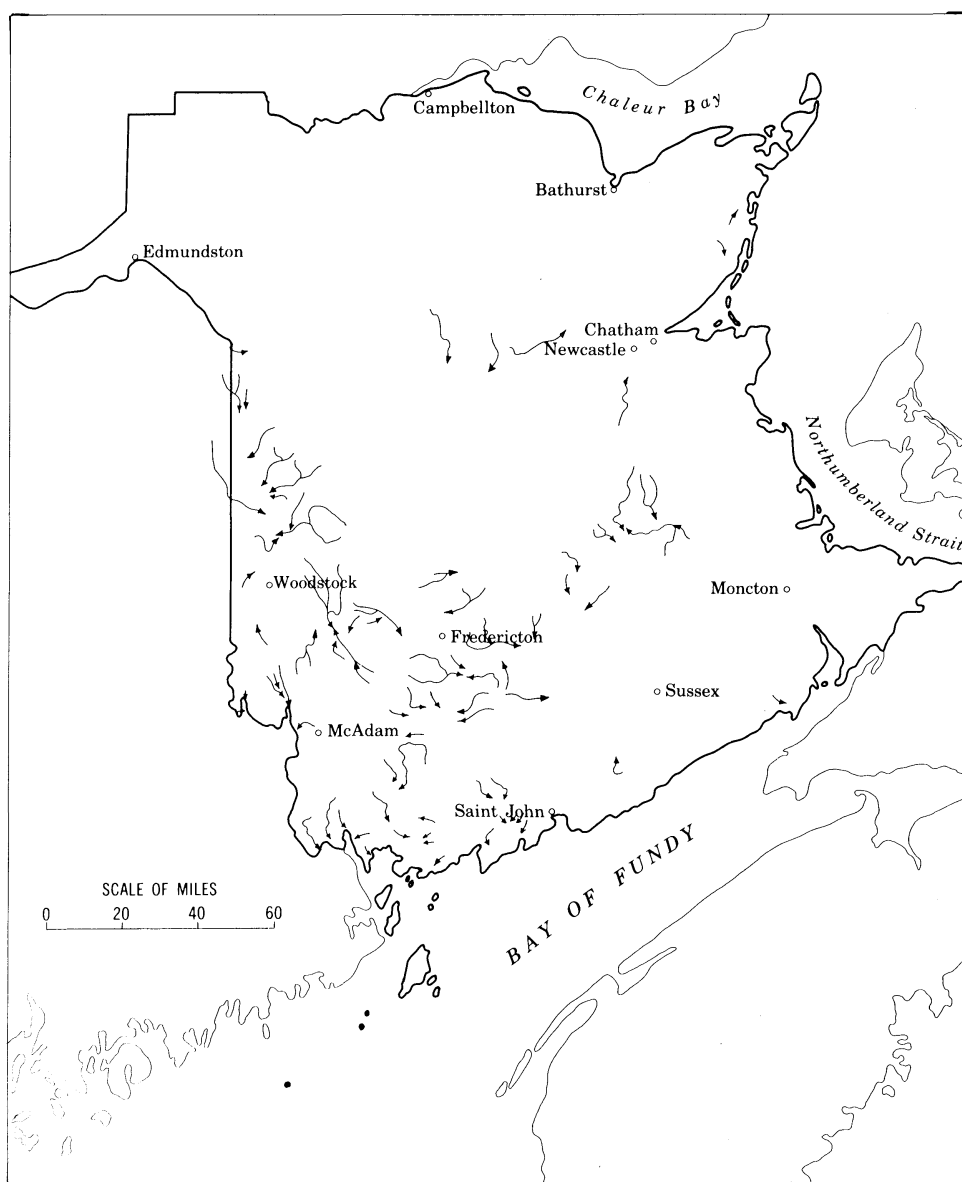 Campbellton
Chaleur Bay
Bathurst
Edmundston
Chatham
Newcastle
Northumberland Strait
Woodstock
Moncton
Fredericton
Sussex
McAdam
Saint John
BAY OF FUNDY
SCALE OF MILES
0 20 40 60